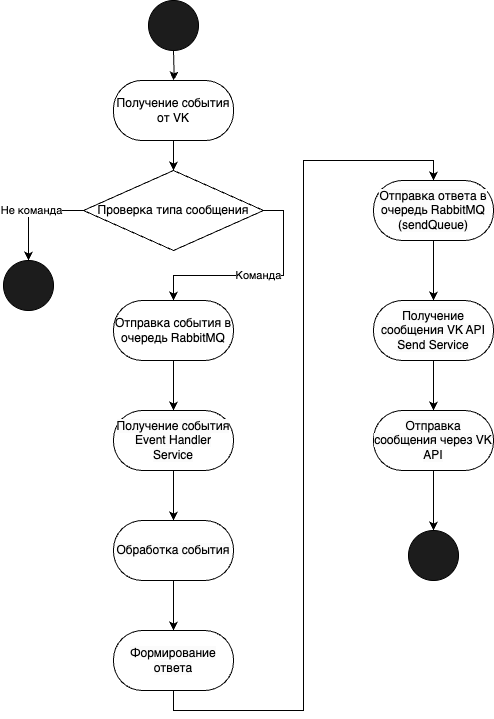 Получение события
от VK
Проверка типа сообщения
Не команда
Команда
Отправка события в
очередь RabbitMQ
Получение события
Event Handler
Service
Обработка события
Формирование
ответа
Отправка ответа в
очередь RabbitMQ
(sendQueue)
Получение
сообщения VK API
Send Service
Отправка
сообщения через VK
API